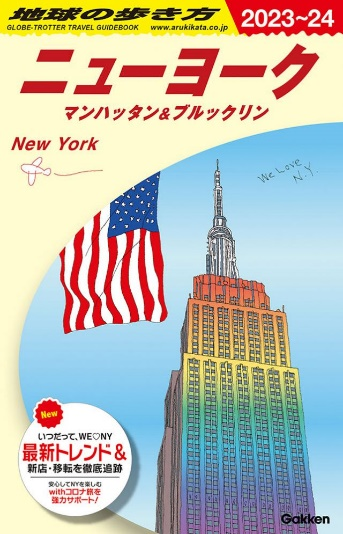 地球の歩き方
GLOBE-TROTTER TRAVEL GUIDEBOOK
www.arukikata.co.jp
2023~24
ニューヨーク
マンハッタン&ブルックリン
New York
We Love
N.Y.
New
いつだって、WE♡NY
最新トレンド&
新店・移転を徹底追跡
安心してNYを楽しむ
withコロナ旅を
強力サポート!
Gakken